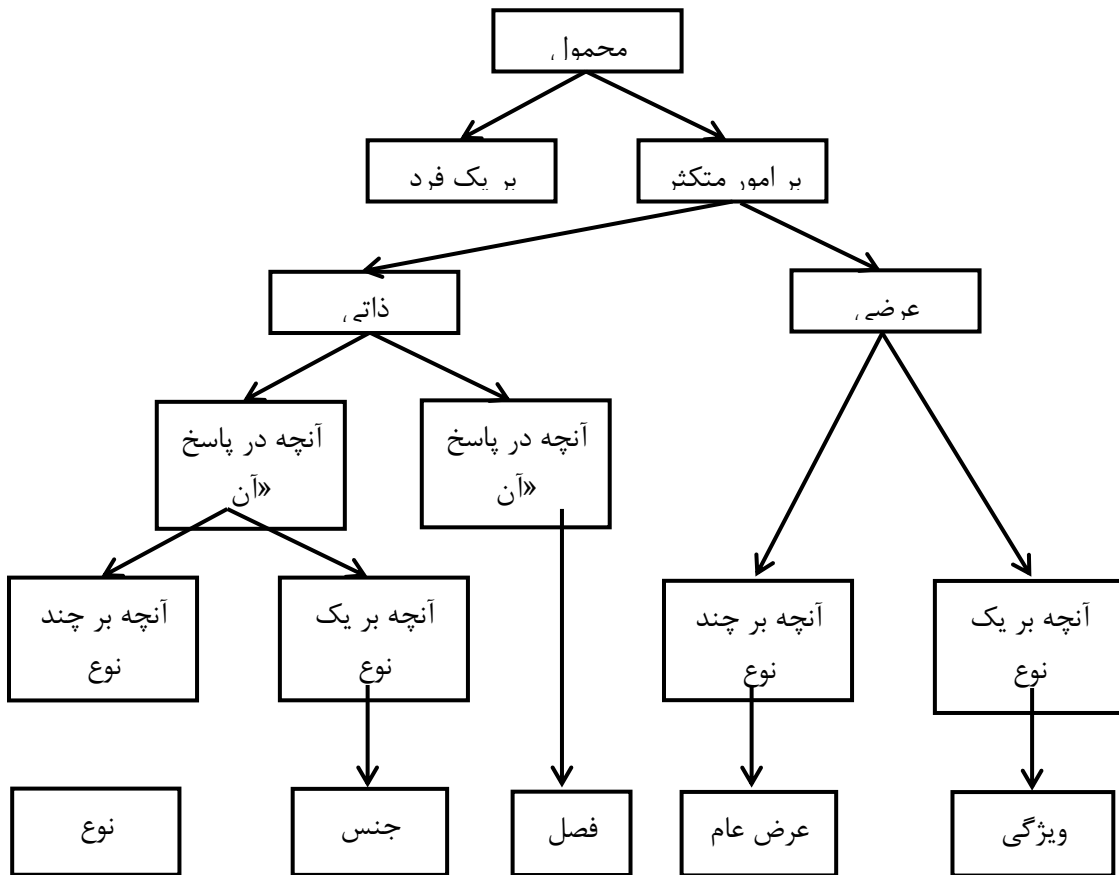 محمول
بر امور متکثر
بر یک فرد
عرضی
ذاتی
آنچه در پاسخ
«آن
آنچه در پاسخ
«آن
آنچه بر یک
نوع
آنچه بر چند
نوع
آنچه بر یک
نوع
آنچه بر چند
نوع
ویژگی
عرض عام
فصل
جنس
نوع